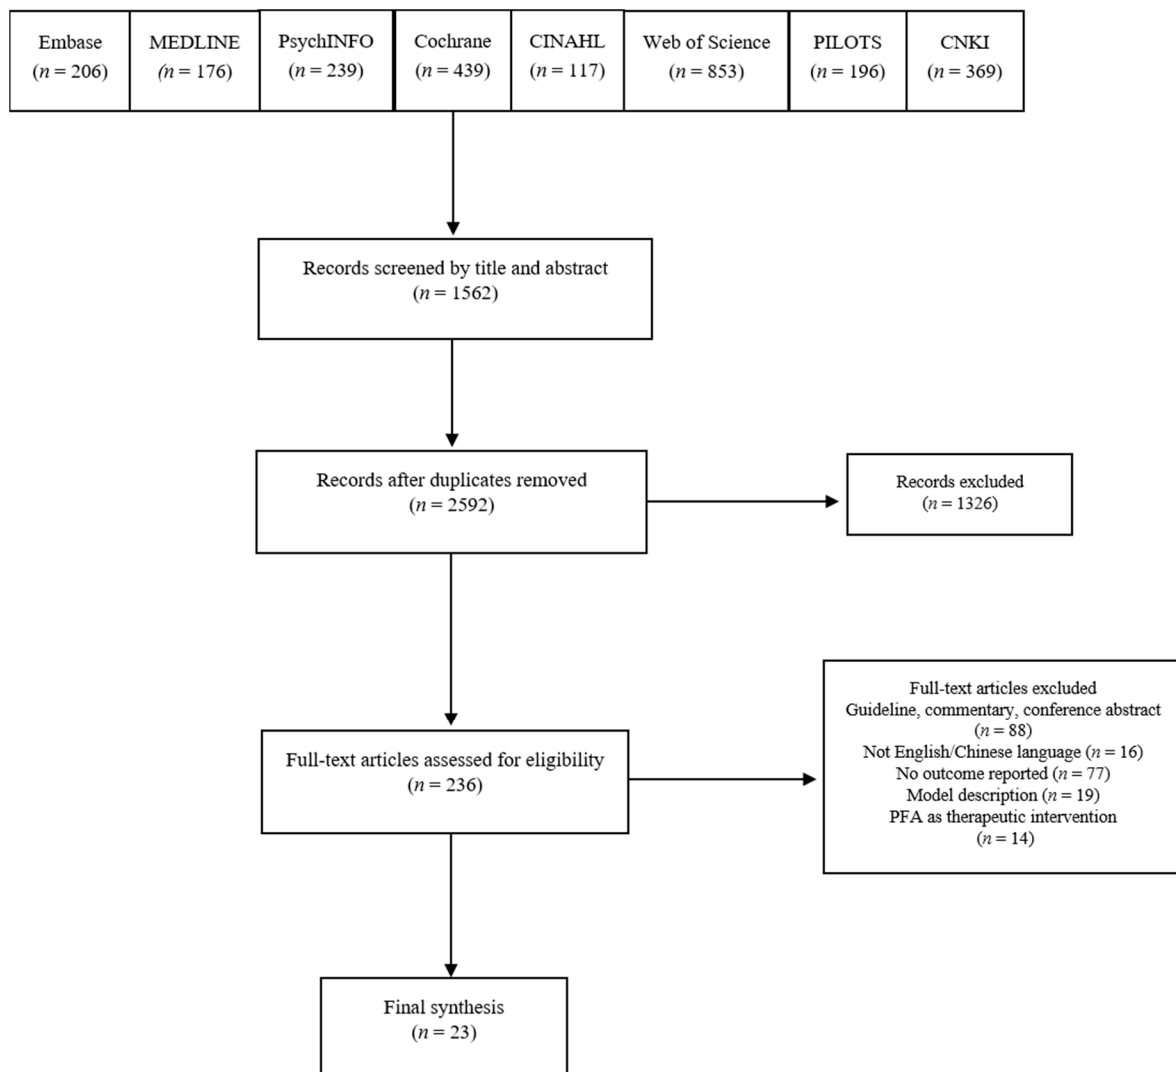 Embase
(n = 206)
MEDLINE
(n = 176)
PsychINFO
(n = 239)
Cochrane
(n = 439)
CINAHL
(n = 117)
Web of Science
(n = 853)
PILOTS
(n = 196)
CNKI
(n = 369)
Records screened by title and abstract
(n = 1562)
Records after duplicates removed
(n = 2592)
Records excluded
(n = 1326)
Full-text articles assessed for eligibility
(n = 236)
Full-text articles excluded
Guideline, commentary, conference abstract
(n = 88)
Not English/Chinese language (n = 16)
No outcome reported (n = 77)
Model description (n = 19)
PFA as therapeutic intervention
(n = 14)
Final synthesis
(n = 23)